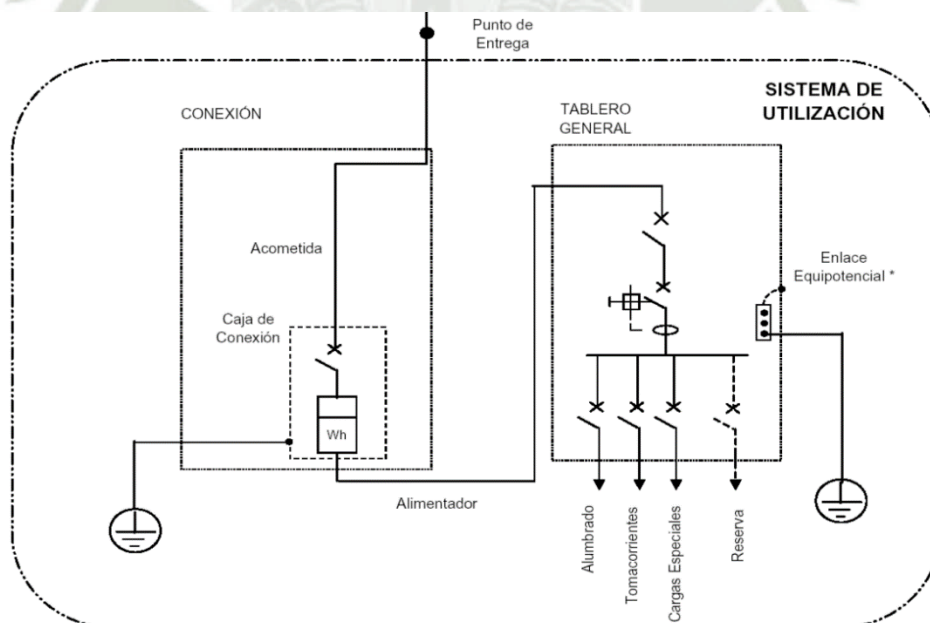 Punto de
Entrega
SISTEMA DE
UTILIZACIÓN
CONEXIÓN
TABLERO
GENERAL
Acometida
Enlace
Equipotencial *
Caja de
Conexión
Wh
Alimentador
Alumbrado
Tomacorrientes
Cargas Especiales
Reserva